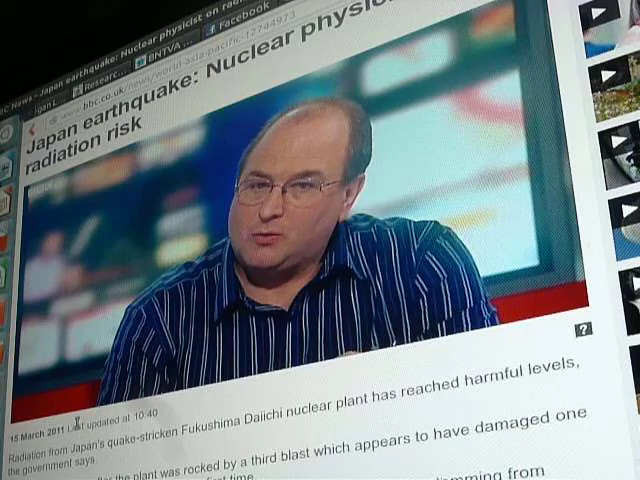 BBC News - Japan earthquake: Nuclear physicist on
Researc...
BNTVA ...
Facebook
bbc.co.uk/news/world-asia-pacific-12744973
Japan earthquake: Nuclear physic
radiation risk
15 March 2011 Last updated at 10:40
Radiation from Japan's quake-stricken Fukushima Daiichi nuclear plant has reached harmful levels,
the government says.
the plant was rocked by a third blast which appears to have damaged one
first time.
from